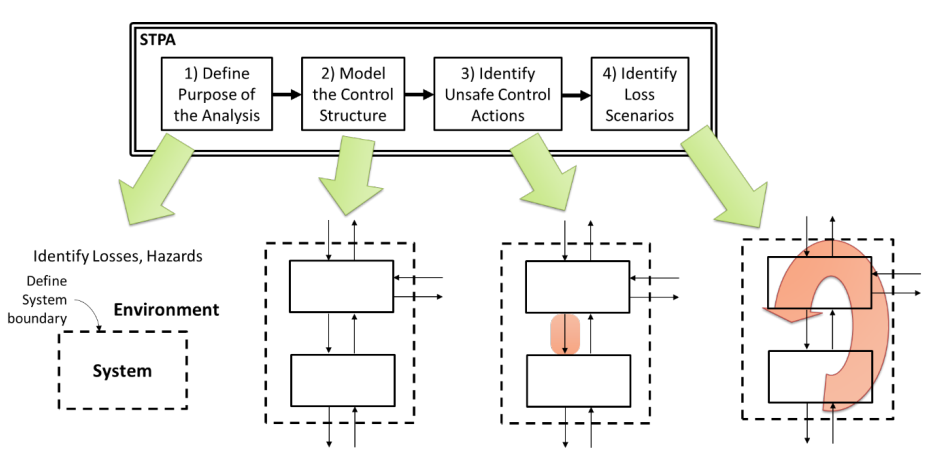 STPA
1) Define
Purpose of
the Analysis
2) Model
the Control
Structure
3) Identify
Unsafe Control
Actions
4) Identify
Loss
Scenarios
Identify Losses, Hazards
Define
System
boundary
Environment
System